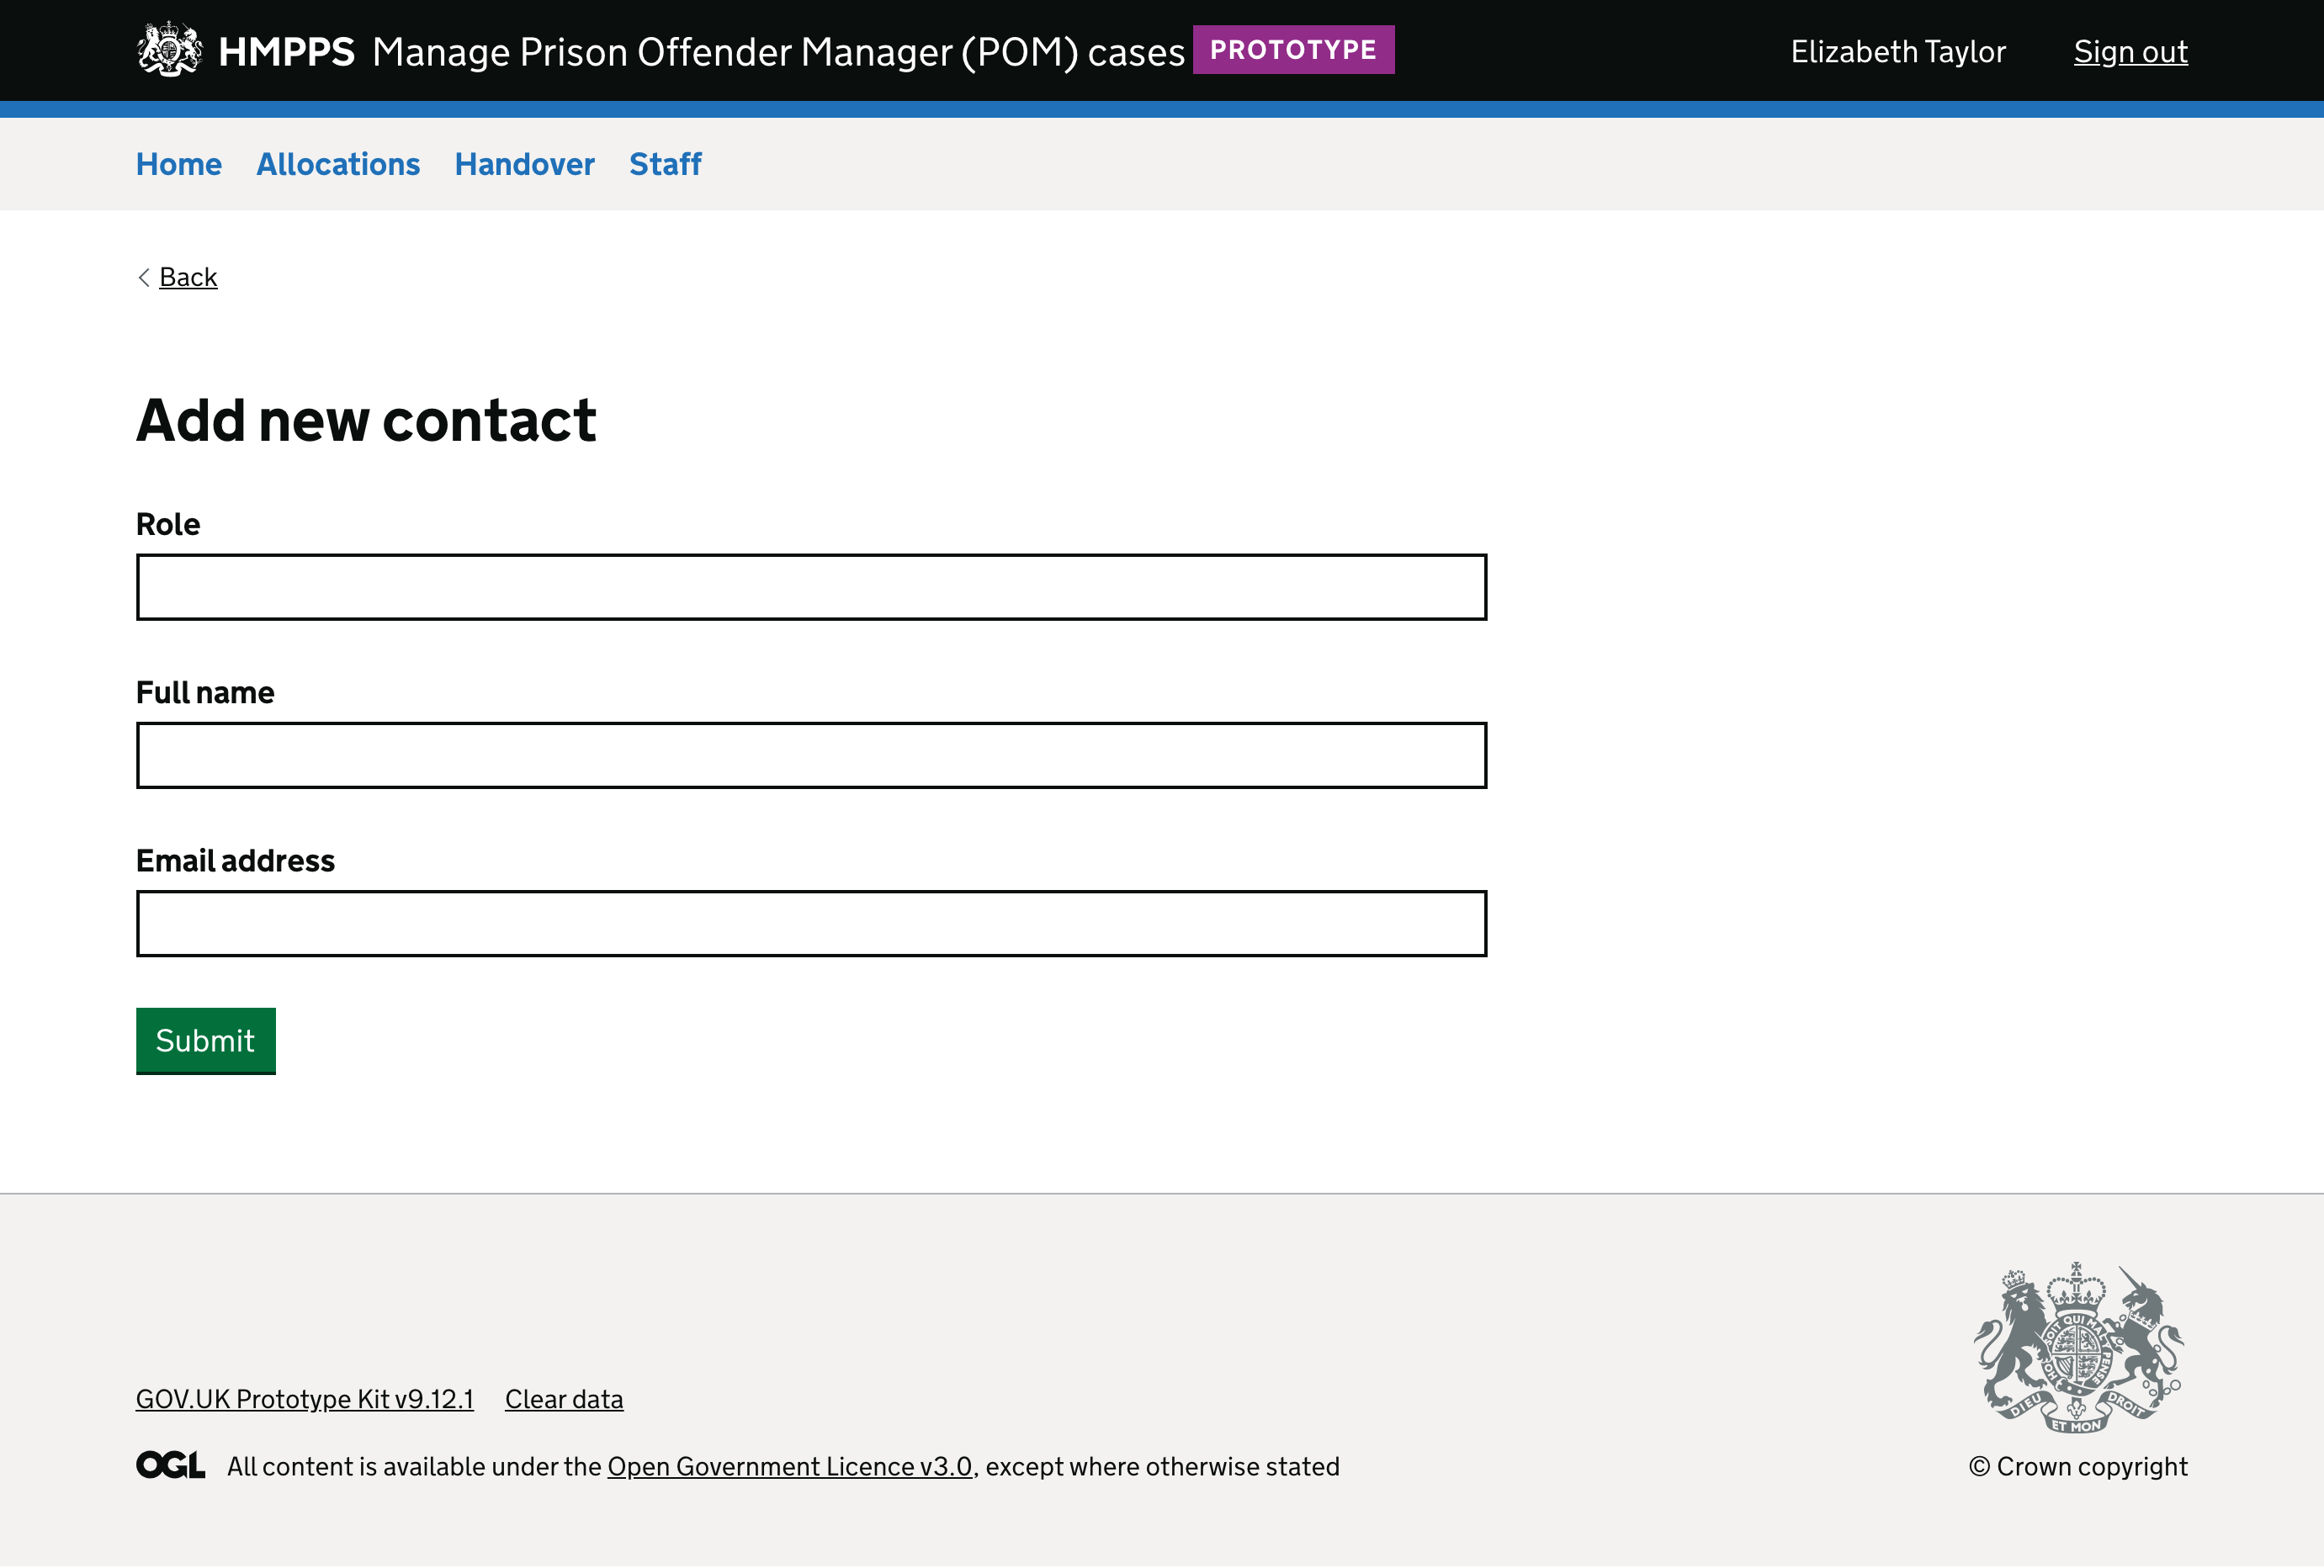 HMPPS Manage Prison Offender Manager (POM) cases PROTOTYPE Elizabeth Taylor Sign out
Home Allocations Handover Staff
Back
Add new contact
Role
Full name
Email address
Submit
GOV.UK Prototype Kit v9.12.1 Clear data
DIEU ET MON DROIT
OGL All content is available under the Open Government Licence v3.0, except where otherwise stated
© Crown copyright